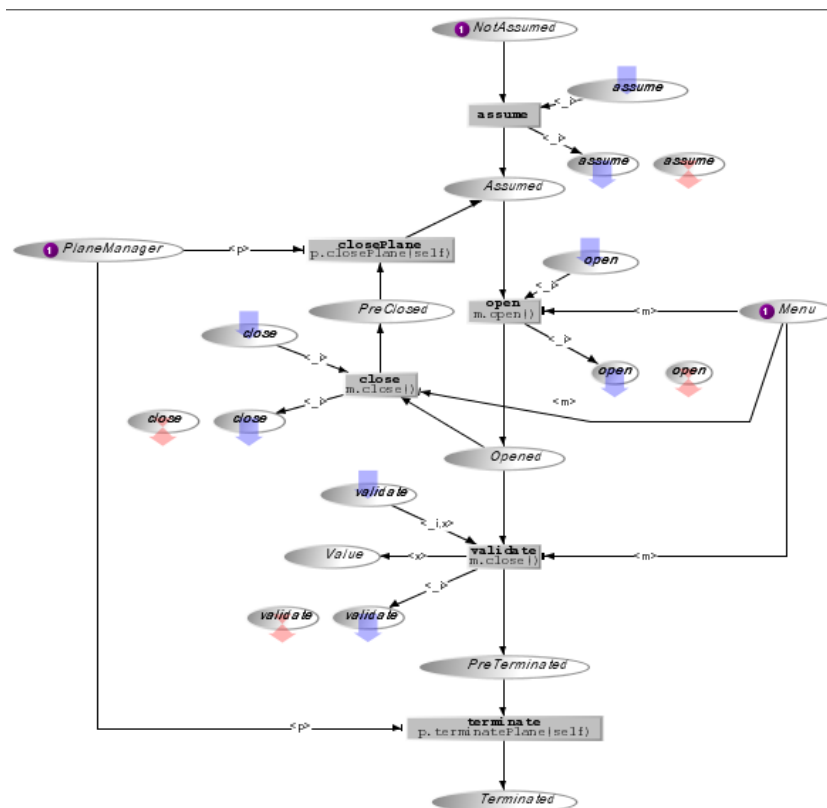 1 NotAssumed
assume
<_i>
assume
<_i>
assume
assume
Assumed
1 PlaneManager
<p>
closePlane
p.closePlane(self)
open
<_i>
PreClosed
open
m.open()
<m>
1 Menu
close
<_i>
<_i>
open
open
close
m.close()
<_i>
<m>
close
close
Opened
validate
<_i,x>
Value
<x>
validate
m.close()
<m>
<_i>
validate
validate
PreTerminated
<p>
terminate
p.terminatePlane(self)
Terminated